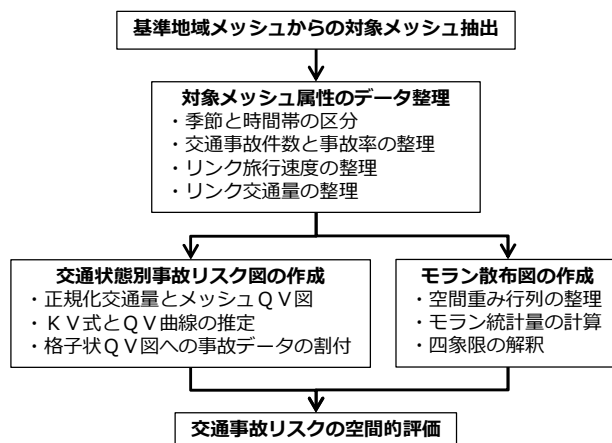 基準地域メッシュからの対象メッシュ抽出
対象メッシュ属性のデータ整理
・季節と時間帯の区分
・交通事故件数と事故率の整理
・リンク旅行速度の整理
・リンク交通量の整理
交通状態別事故リスク図の作成
・正規化交通量とメッシュＱＶ図
・ＫＶ式とＱＶ曲線の推定
・格子状ＱＶ図への事故データの割付
モラン散布図の作成
・空間重み行列の整理
・モラン統計量の計算
・四象限の解釈
交通事故リスクの空間的評価